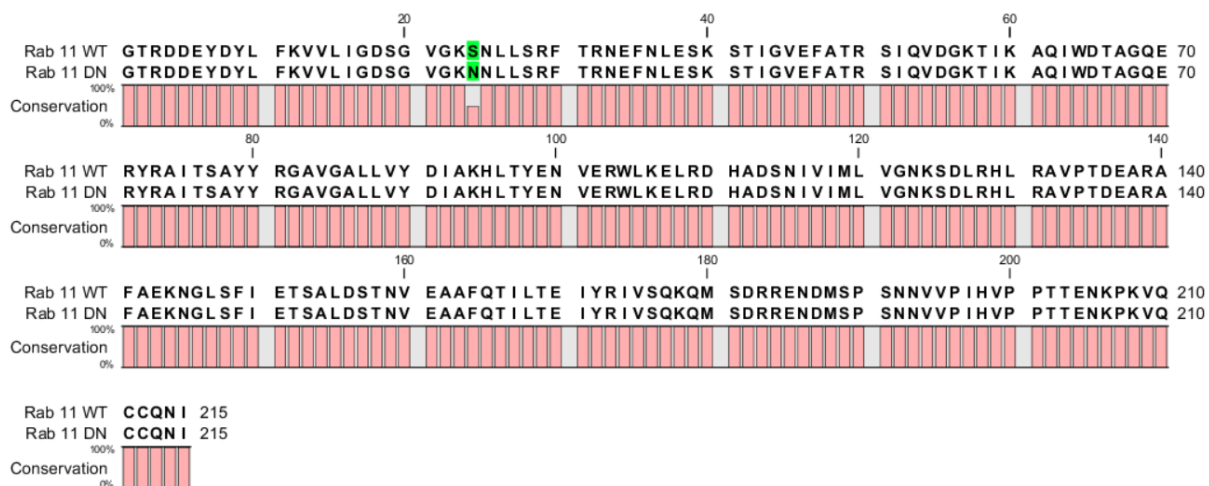 20 40 60
Rab 11 WT GTRDDEYDYL FKVVLIGDSG VGKSNLLSRF TRNEFNLESK STIGVEFATR SIQVDGKTIK AQIWDTAGQE 70
Rab 11 DN GTRDDEYDYL FKVVLIGDSG VGKNNLLSRF TRNEFNLESK STIGVEFATR SIQVDGKTIK AQIWDTAGQE 70
100%
Conservation
0%
80 100 120 140
Rab 11 WT RYRAITSAYY RGAVGALLVY DIAKHLTYEN VERWLKELRD HADSNIVIML VGNKSDLRHL RAVPTDEARA 140
Rab 11 DN RYRAITSAYY RGAVGALLVY DIAKHLTYEN VERWLKELRD HADSNIVIML VGNKSDLRHL RAVPTDEARA 140
100%
Conservation
0%
160 180 200
Rab 11 WT FAEKNGLSFI ETSALDSTNV EAAFQTILTE IYRIVSQKQM SDRRENDMSP SNNVVPIHVP PTTENKPKVQ 210
Rab 11 DN FAEKNGLSFI ETSALDSTNV EAAFQTILTE IYRIVSQKQM SDRRENDMSP SNNVVPIHVP PTTENKPKVQ 210
100%
Conservation
0%
Rab 11 WT CCQNI 215
Rab 11 DN CCQNI 215
100%
Conservation
0%